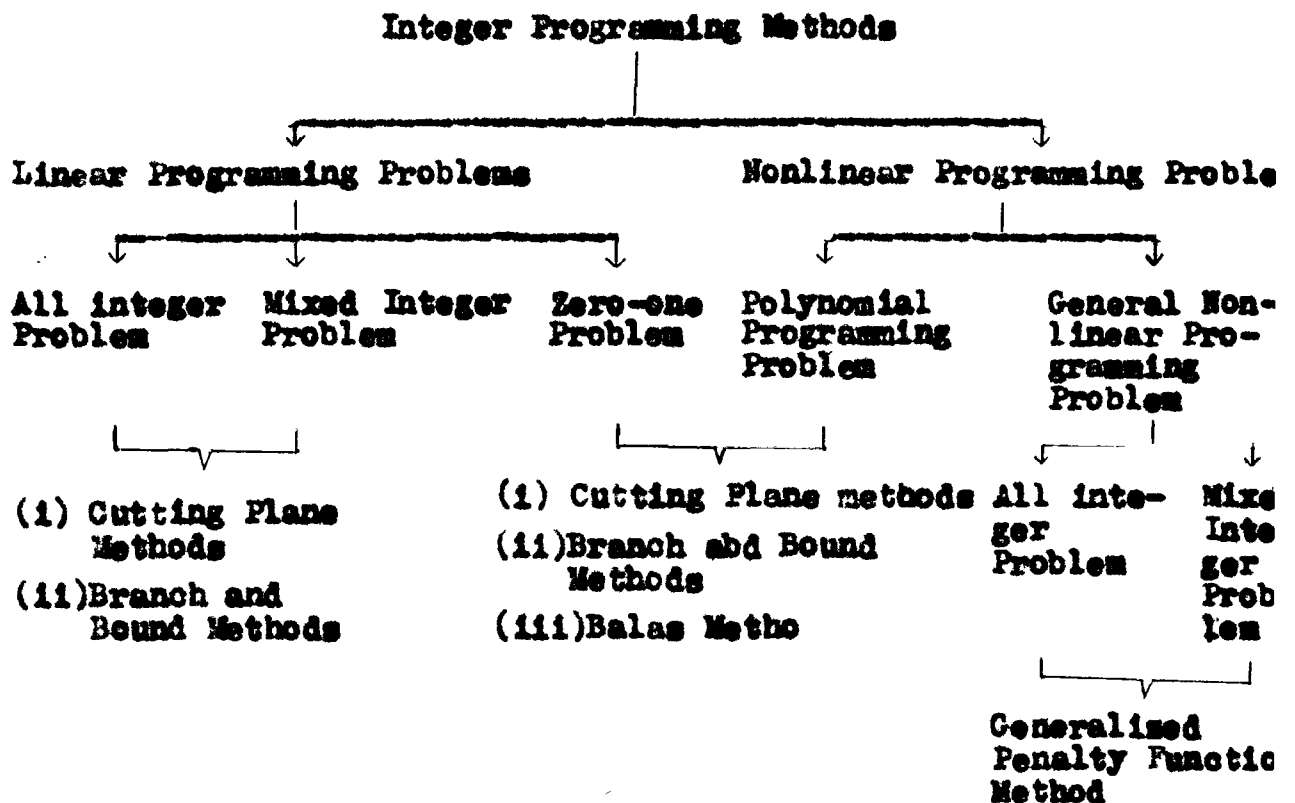 Integer Programming Methods
Linear Programming Problems
Nonlinear Programming Proble
All integer
Problem
Mixed Integer
Problem
Zero-one
Problem
Polynomial
Programming
Problem
General Non-
linear Pro-
gramming
Problem
(i) Cutting Plane
Methods
(ii)Branch and
Bound Methods
(i) Cutting Plane methods
(ii)Branch abd Bound
Methods
(iii)Balas Metho
All inte-
ger
Problem
Mixe
Inte
ger
Prob
lem
Generalized
Penalty Functio
Method